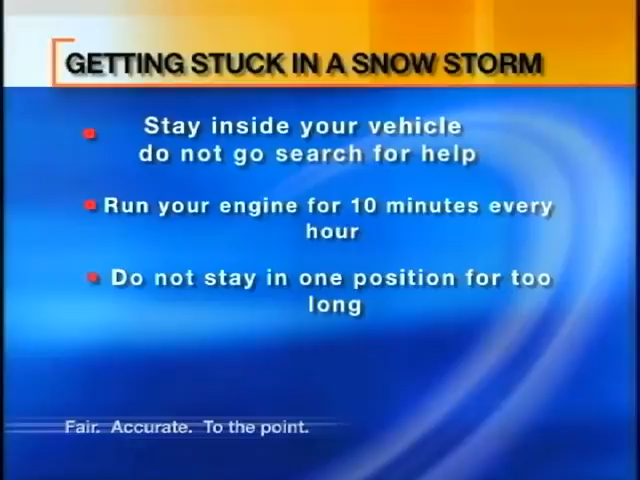 GETTING STUCK IN A SNOW STORM
Stay inside your vehicle
do not go search for help
Run your engine for 10 minutes every
hour
Do not stay in one position for too
long
Fair. Accurate. To the point.